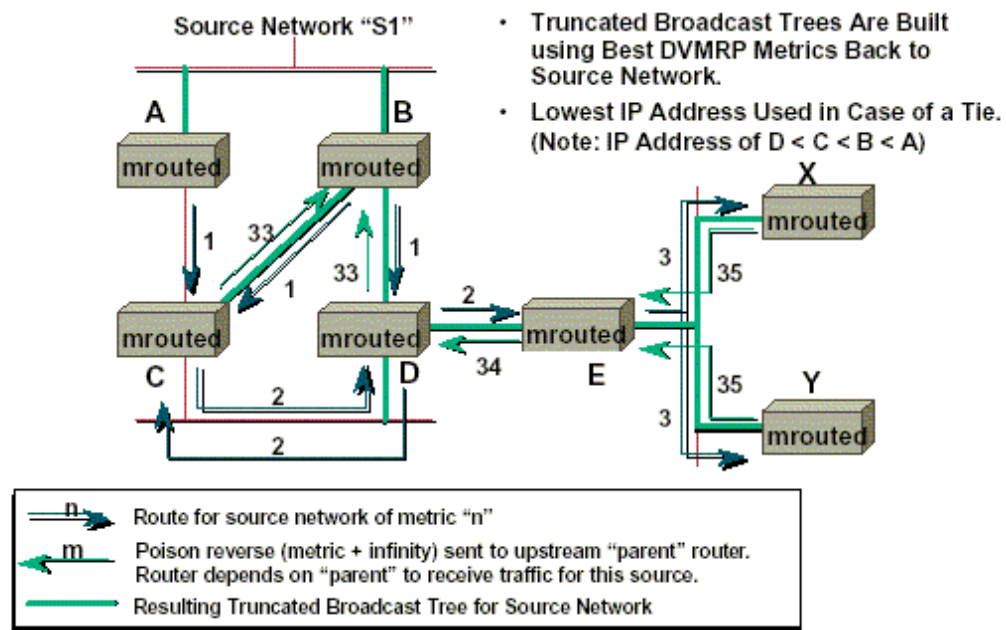 Source Network “S1”
• Truncated Broadcast Trees Are Built
using Best DVMRP Metrics Back to
Source Network.
• Lowest IP Address Used in Case of a Tie.
(Note: IP Address of D < C < B < A)
A
B
X
mrouted
mrouted
mrouted
1
33
1
33
1
3
35
2
mrouted
mrouted
mrouted
C
D
34
E
35
Y
2
3
mrouted
2
n
Route for source network of metric “n”
m
Poison reverse (metric + infinity) sent to upstream “parent” router.
Router depends on “parent” to receive traffic for this source.
Resulting Truncated Broadcast Tree for Source Network